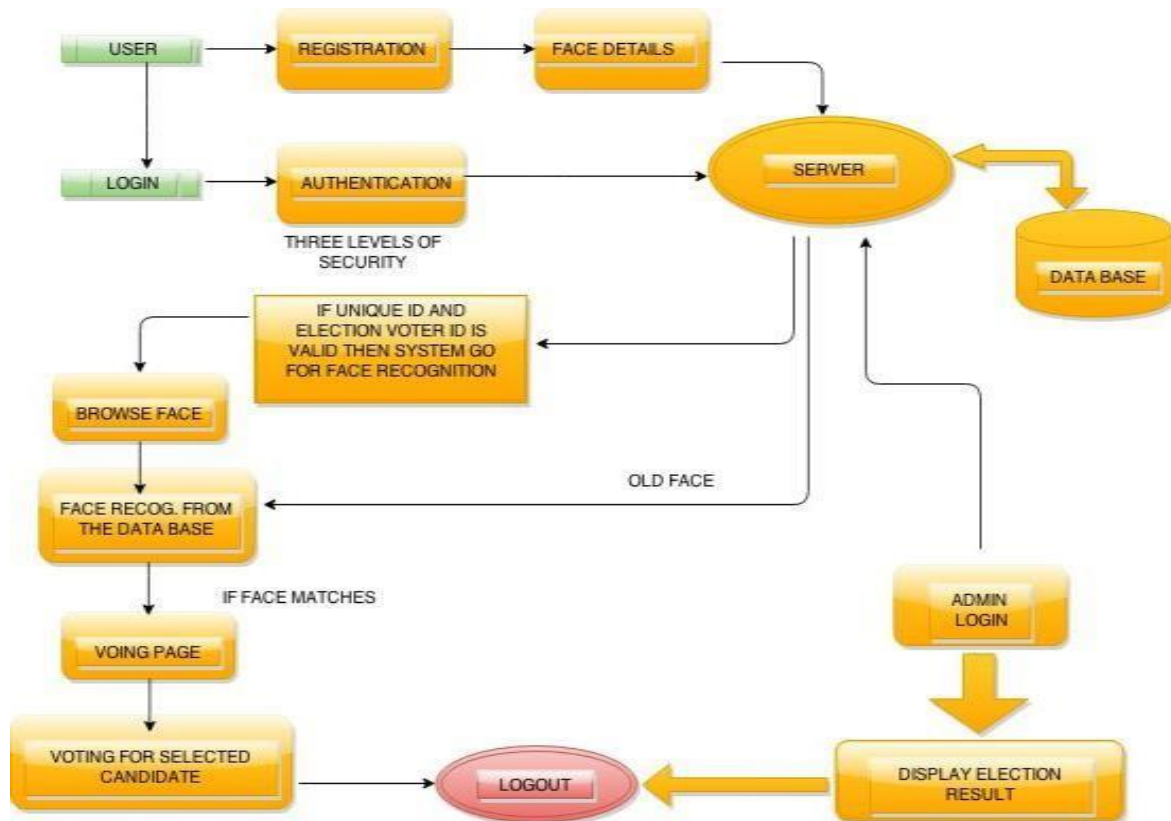 USER
REGISTRATION
FACE DETAILS
LOGIN
AUTHENTICATION
SERVER
THREE LEVELS OF
SECURITY
DATA BASE
IF UNIQUE ID AND
ELECTION VOTER ID IS
VALID THEN SYSTEM GO
FOR FACE RECOGNITION
BROWSE FACE
OLD FACE
FACE RECOG. FROM
THE DATA BASE
IF FACE MATCHES
ADMIN
LOGIN
VOING PAGE
VOTING FOR SELECTED
CANDIDATE
LOGOUT
DISPLAY ELECTION
RESULT